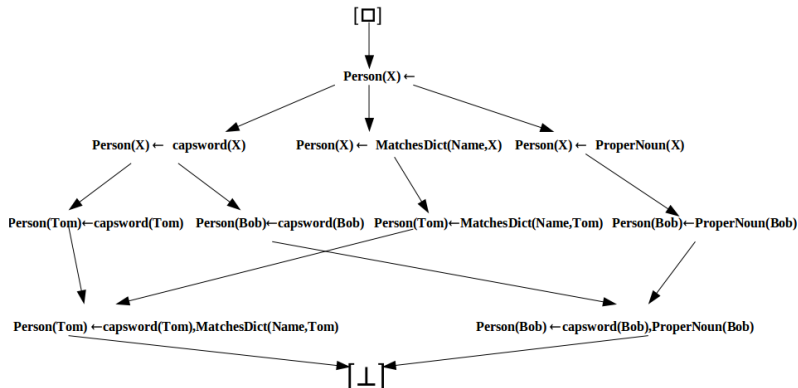 [□]
Person(X) ←
Person(X) ← capsword(X) Person(X) ← MatchesDict(Name,X) Person(X) ← ProperNoun(X)
Person(Tom)←capsword(Tom) Person(Bob)←capsword(Bob) Person(Tom)←MatchesDict(Name,Tom) Person(Bob)←ProperNoun(Bob)
Person(Tom) ←capsword(Tom),MatchesDict(Name,Tom) Person(Bob) ←capsword(Bob),ProperNoun(Bob)
[⊥]